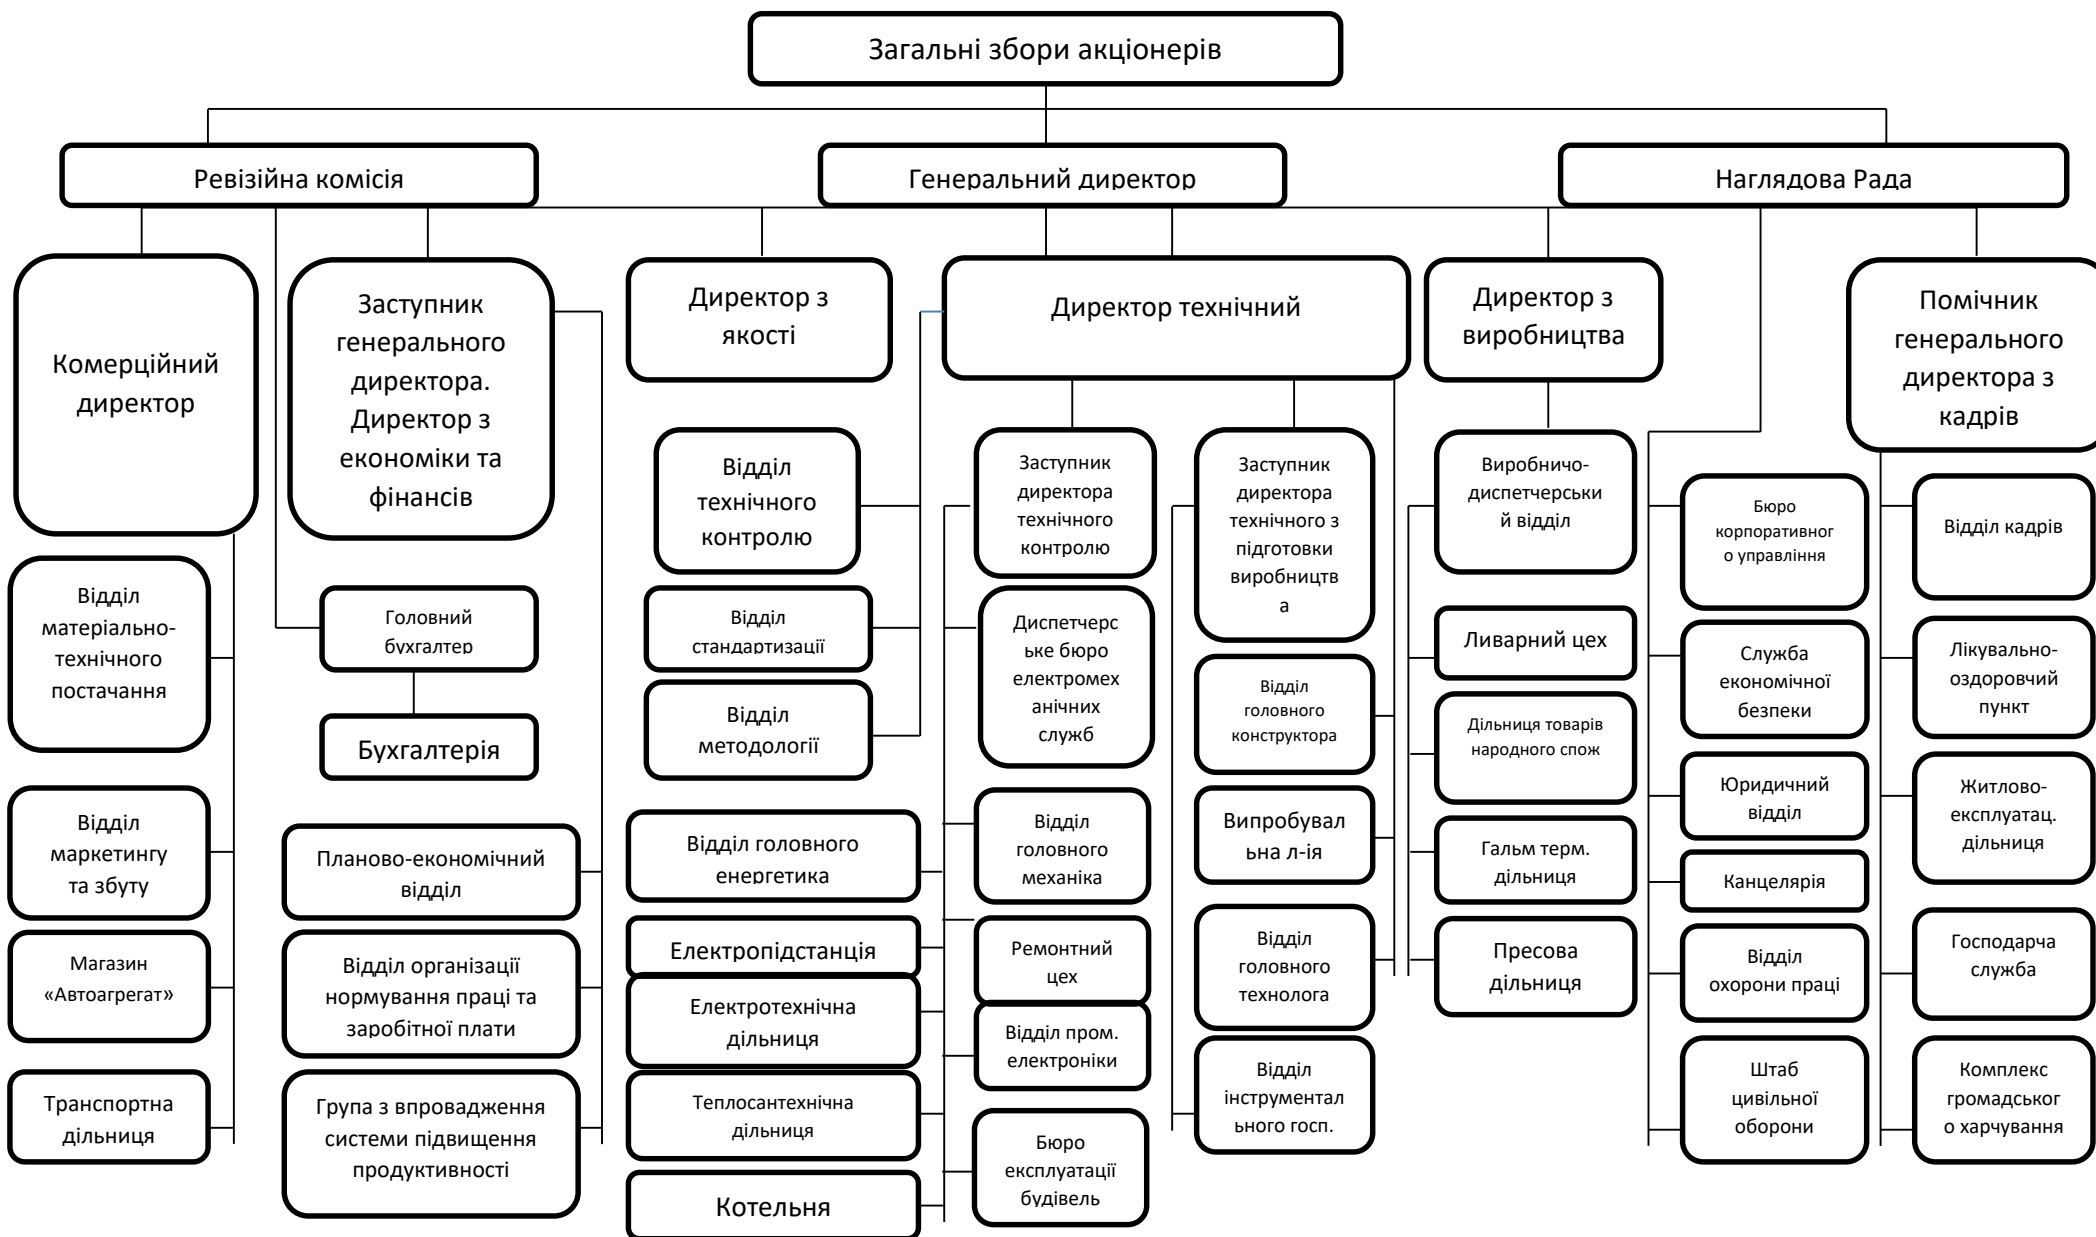 Загальні збори акціонерів
Ревізійна комісія
Генеральний директор
Наглядова Рада
Комерційний
директор
Заступник
генерального
директора.
Директор з
економіки та
фінансів
Директор з
якості
Директор технічний
Директор з
виробництва
Помічник
генерального
директора з
кадрів
Відділ
технічного
контролю
Заступник
директора
технічного
контролю
Заступник
директора
технічного з
підготовки
виробництв
а
Виробничо-
диспетчерськи
й відділ
Бюро
корпоративног
о управління
Відділ кадрів
Відділ
матеріально-
технічного
постачання
Головний
бухгалтер
Відділ
стандартизації
Диспетчерс
ьке бюро
електромех
анічних
служб
Відділ
головного
конструктора
Ливарний цех
Служба
економічної
безпеки
Лікувально-
оздоровчий
пункт
Бухгалтерія
Відділ
методології
Дільниця товарів
народного спож
Відділ
маркетингу
та збуту
Планово-економічний
відділ
Відділ головного
енергетика
Відділ
головного
механіка
Випробувал
ьна л-ія
Гальм терм.
дільниця
Юридичний
відділ
Житлово-
експлуатац.
дільниця
Канцелярія
Магазин
«Автоагрегат»
Відділ організації
нормування праці та
заробітної плати
Електропідстанція
Ремонтний
цех
Відділ
головного
технолога
Пресова
дільниця
Відділ
охорони праці
Господарча
служба
Електротехнічна
дільниця
Відділ пром.
електроніки
Транспортна
дільниця
Група з впровадження
системи підвищення
продуктивності
Теплосантехнічна
дільниця
Бюро
експлуатації
будівель
Відділ
інструментал
ьного госп.
Штаб
цивільної
оборони
Комплекс
громадськог
о харчування
Котельня